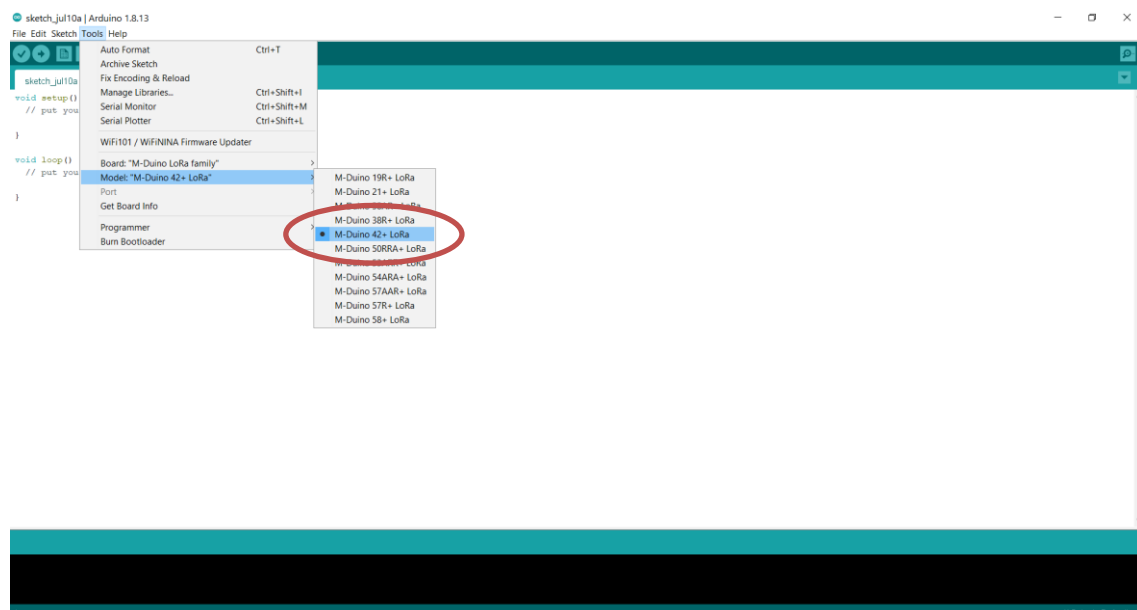 sketch_jul10a | Arduino 1.8.13
File Edit Sketch Tools Help
sketch_jul10a
void setup()
// put you
}
void loop()
// put you
}
Auto Format Ctrl+T
Archive Sketch
Fix Encoding & Reload
Manage Libraries... Ctrl+Shift+I
Serial Monitor Ctrl+Shift+M
Serial Plotter Ctrl+Shift+L
WiFi101 / WiFiNINA Firmware Updater
Board: "M-Duino LoRa family"
Model: "M-Duino 42+ LoRa"
Port
Get Board Info
Programmer
Burn Bootloader
M-Duino 19R+ LoRa
M-Duino 21+ LoRa
LoRa
M-Duino 38R+ LoRa
M-Duino 42+ LoRa
M-Duino 50RRA+ LoRa
LoRa
M-Duino 54ARA+ LoRa
M-Duino 57AAR+ LoRa
M-Duino 57R+ LoRa
M-Duino 58+ LoRa